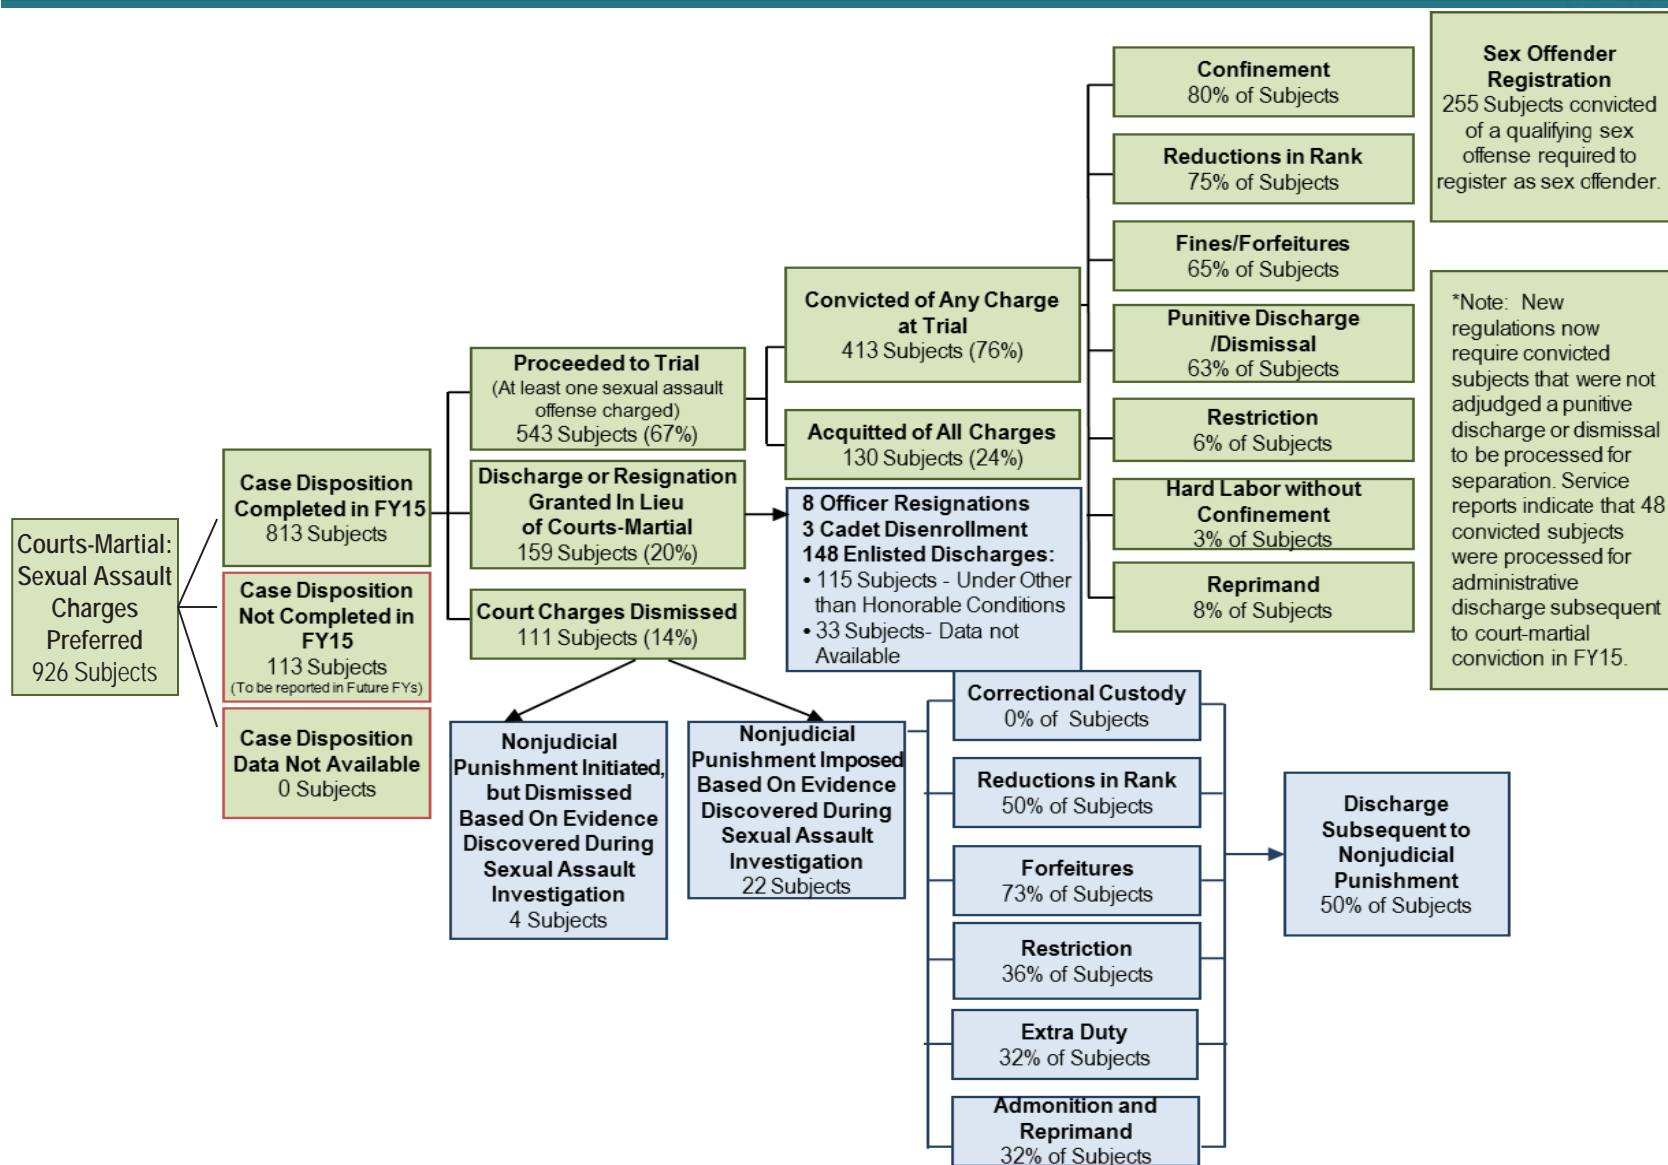 Courts-Martial:
Sexual Assault
Charges
Preferred
926 Subjects
Case Disposition
Completed in FY15
813 Subjects
Case Disposition
Not Completed in
FY15
113 Subjects
(To be reported in Future FYs)
Case Disposition
Data Not Available
0 Subjects
Proceeded to Trial
(At least one sexual assault
offense charged)
543 Subjects (67%)
Discharge or Resignation
Granted In Lieu
of Courts-Martial
159 Subjects (20%)
Court Charges Dismissed
111 Subjects (14%)
Convicted of Any Charge
at Trial
413 Subjects (76%)
Acquitted of All Charges
130 Subjects (24%)
8 Officer Resignations
3 Cadet Disenrollment
148 Enlisted Discharges:
• 115 Subjects - Under Other
than Honorable Conditions
• 33 Subjects- Data not
Available
Confinement
80% of Subjects
Reductions in Rank
75% of Subjects
Fines/Forfeitures
65% of Subjects
Punitive Discharge
/Dismissal
63% of Subjects
Restriction
6% of Subjects
Hard Labor without
Confinement
3% of Subjects
Reprimand
8% of Subjects
Sex Offender
Registration
255 Subjects convicted
of a qualifying sex
offense required to
register as sex offender.
*Note: New
regulations now
require convicted
subjects that were not
adjudged a punitive
discharge or dismissal
to be processed for
separation. Service
reports indicate that 48
convicted subjects
were processed for
administrative
discharge subsequent
to court-martial
conviction in FY15.
Nonjudicial
Punishment Initiated,
but Dismissed
Based On Evidence
Discovered During
Sexual Assault
Investigation
4 Subjects
Nonjudicial
Punishment Imposed
Based On Evidence
Discovered During
Sexual Assault
Investigation
22 Subjects
Correctional Custody
0% of Subjects
Reductions in Rank
50% of Subjects
Forfeitures
73% of Subjects
Restriction
36% of Subjects
Extra Duty
32% of Subjects
Admonition and
Reprimand
32% of Subjects
Discharge
Subsequent to
Nonjudicial
Punishment
50% of Subjects